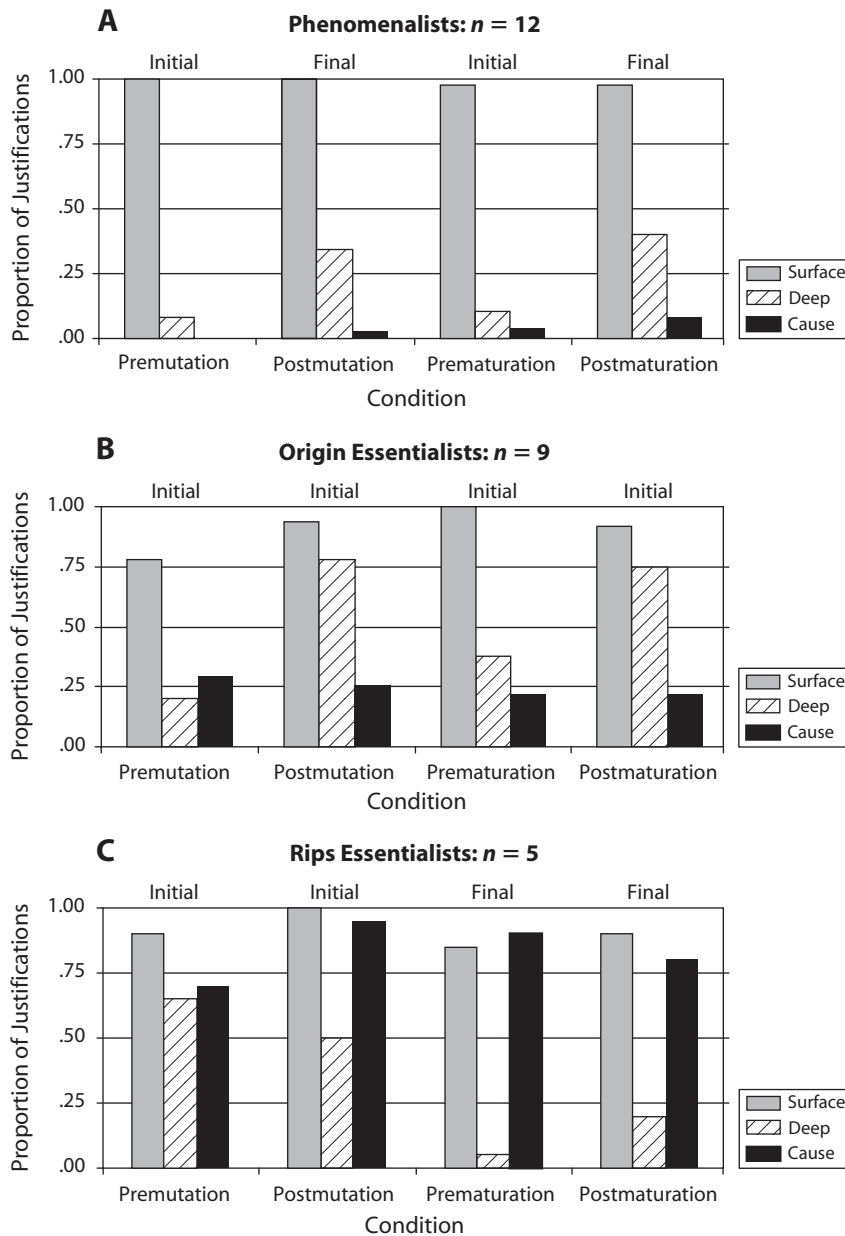 A
Phenomenalists: n = 12
Initial Final Initial Final
Proportion of Justifications
1.00
.75
.50
.25
.00
Premutation Postmutation Prematuration Postmaturation
Condition
Surface
Deep
Cause
B
Origin Essentialists: n = 9
Initial Initial Initial Initial
Proportion of Justifications
1.00
.75
.50
.25
.00
Premutation Postmutation Prematuration Postmaturation
Condition
Surface
Deep
Cause
C
Rips Essentialists: n = 5
Initial Initial Final Final
Proportion of Justifications
1.00
.75
.50
.25
.00
Premutation Postmutation Prematuration Postmaturation
Condition
Surface
Deep
Cause